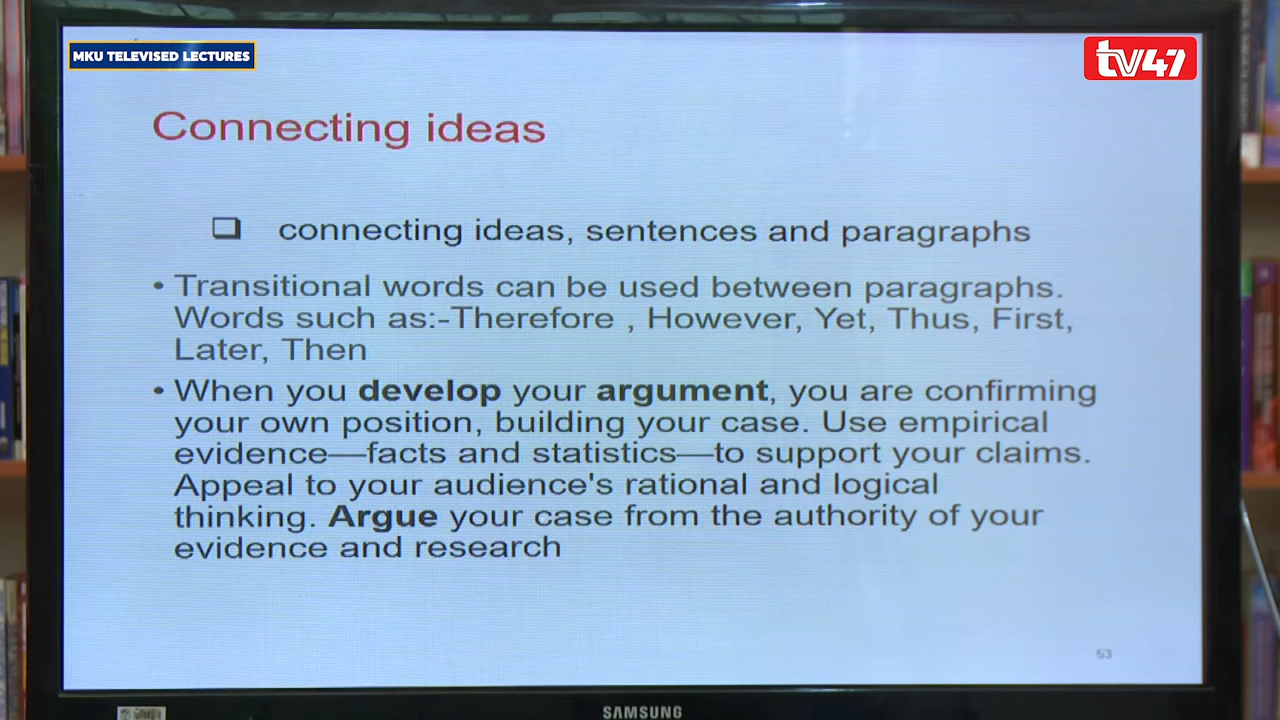 MKU TELEVISED LECTURES
tv47
Connecting ideas
❑ connecting ideas, sentences and paragraphs
• Transitional words can be used between paragraphs.
Words such as:-Therefore , However, Yet, Thus, First,
Later, Then
• When you develop your argument, you are confirming
your own position, building your case. Use empirical
evidence—facts and statistics—to support your claims.
Appeal to your audience's rational and logical
thinking. Argue your case from the authority of your
evidence and research
53
SAMSUNG